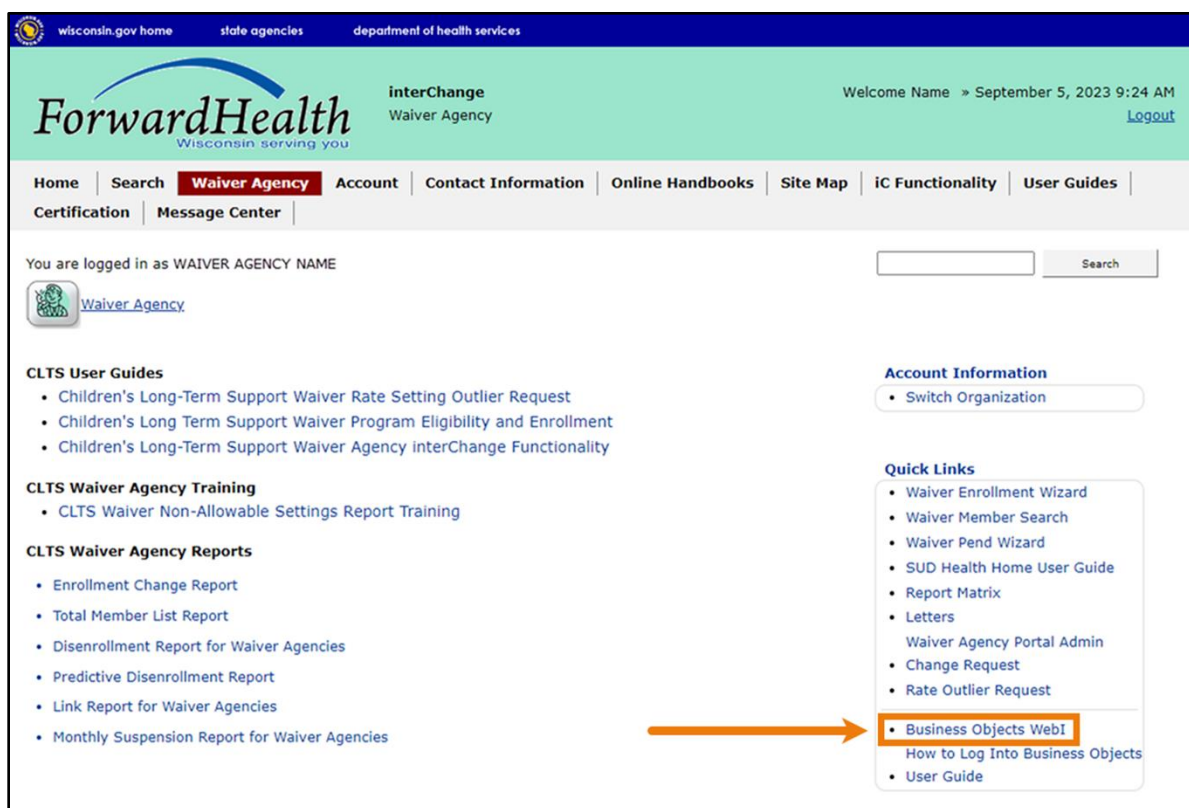 wisconsin.gov home state agencies department of health services
ForwardHealth
Wisconsin serving you
interChange
Waiver Agency
Welcome Name » September 5, 2023 9:24 AM
Logout
Home Search Waiver Agency Account Contact Information Online Handbooks Site Map iC Functionality User Guides
Certification Message Center
You are logged in as WAIVER AGENCY NAME
Search
Waiver Agency
CLTS User Guides
• Children's Long-Term Support Waiver Rate Setting Outlier Request
• Children's Long Term Support Waiver Program Eligibility and Enrollment
• Children's Long-Term Support Waiver Agency interChange Functionality
CLTS Waiver Agency Training
• CLTS Waiver Non-Allowable Settings Report Training
CLTS Waiver Agency Reports
• Enrollment Change Report
• Total Member List Report
• Disenrollment Report for Waiver Agencies
• Predictive Disenrollment Report
• Link Report for Waiver Agencies
• Monthly Suspension Report for Waiver Agencies
Account Information
• Switch Organization
Quick Links
• Waiver Enrollment Wizard
• Waiver Member Search
• Waiver Pend Wizard
• SUD Health Home User Guide
• Report Matrix
• Letters
Waiver Agency Portal Admin
• Change Request
• Rate Outlier Request
• Business Objects WebI
How to Log Into Business Objects
• User Guide